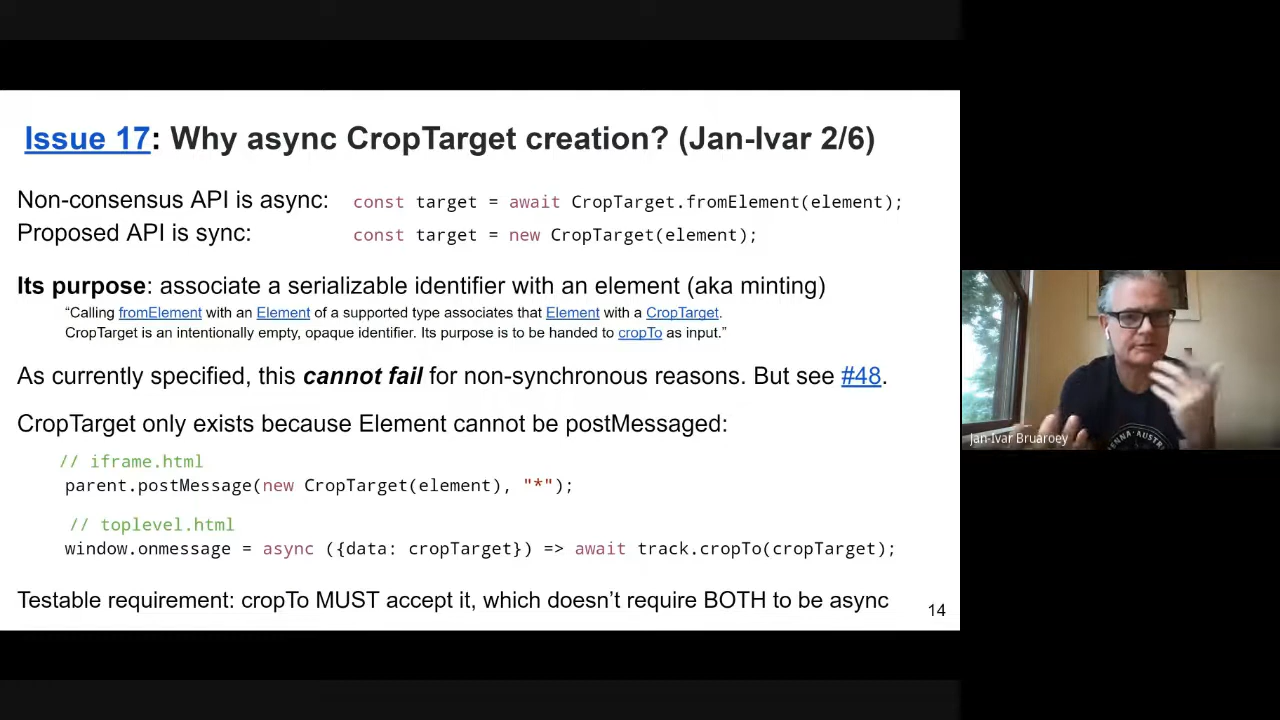 Issue 17: Why async CropTarget creation? (Jan-Ivar 2/6)
Non-consensus API is async: const target = await CropTarget.fromElement(element);
Proposed API is sync: const target = new CropTarget(element);
Its purpose: associate a serializable identifier with an element (aka minting)
“Calling fromElement with an Element of a supported type associates that Element with a CropTarget.
CropTarget is an intentionally empty, opaque identifier. Its purpose is to be handed to cropTo as input.”
As currently specified, this cannot fail for non-synchronous reasons. But see #48.
CropTarget only exists because Element cannot be postMessaged:
// iframe.html
parent.postMessage(new CropTarget(element), "*");
// toplevel.html
window.onmessage = async ({data: cropTarget}) => await track.cropTo(cropTarget);
Testable requirement: cropTo MUST accept it, which doesn’t require BOTH to be async
14
Jan-Ivar Bruaroey